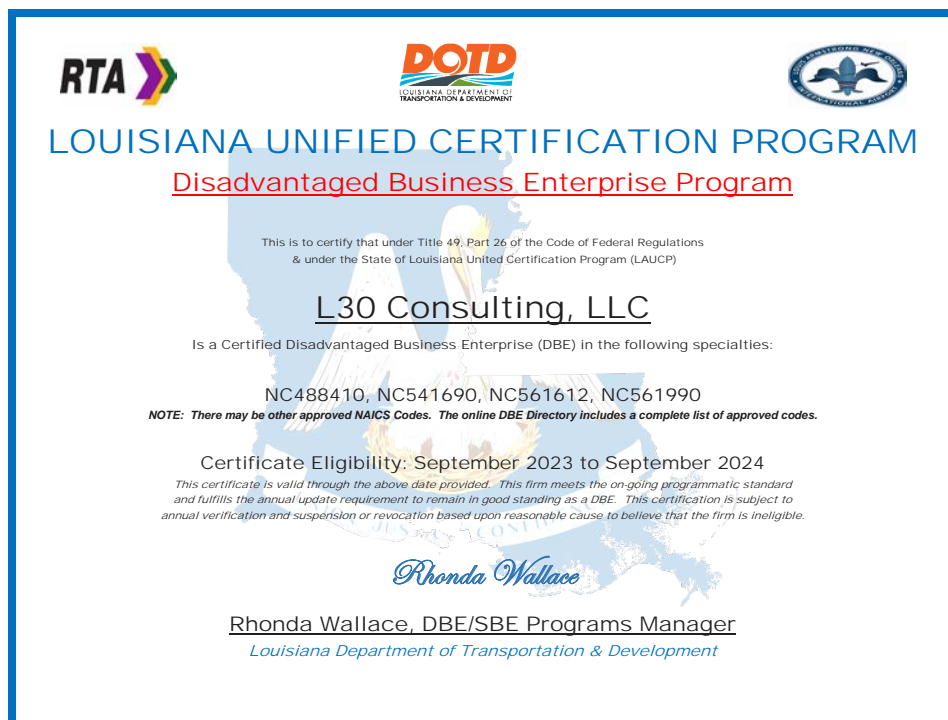 RTA
DOTD
LOUISIANA DEPARTMENT OF
TRANSPORTATION & DEVELOPMENT
LOUIS ARMSTRONG NEW ORLEANS
INTERNATIONAL AIRPORT
LOUISIANA UNIFIED CERTIFICATION PROGRAM
Disadvantaged Business Enterprise Program
This is to certify that under Title 49, Part 26 of the Code of Federal Regulations
& under the State of Louisiana United Certification Program (LAUCP)
L30 Consulting, LLC
Is a Certified Disadvantaged Business Enterprise (DBE) in the following specialties:
NC488410, NC541690, NC561612, NC561990
NOTE: There may be other approved NAICS Codes. The online DBE Directory includes a complete list of approved codes.
Certificate Eligibility: September 2023 to September 2024
This certificate is valid through the above date provided. This firm meets the on-going programmatic standard
and fulfills the annual update requirement to remain in good standing as a DBE. This certification is subject to
annual verification and suspension or revocation based upon reasonable cause to believe that the firm is ineligible.
Rhonda Wallace
Rhonda Wallace, DBE/SBE Programs Manager
Louisiana Department of Transportation & Development